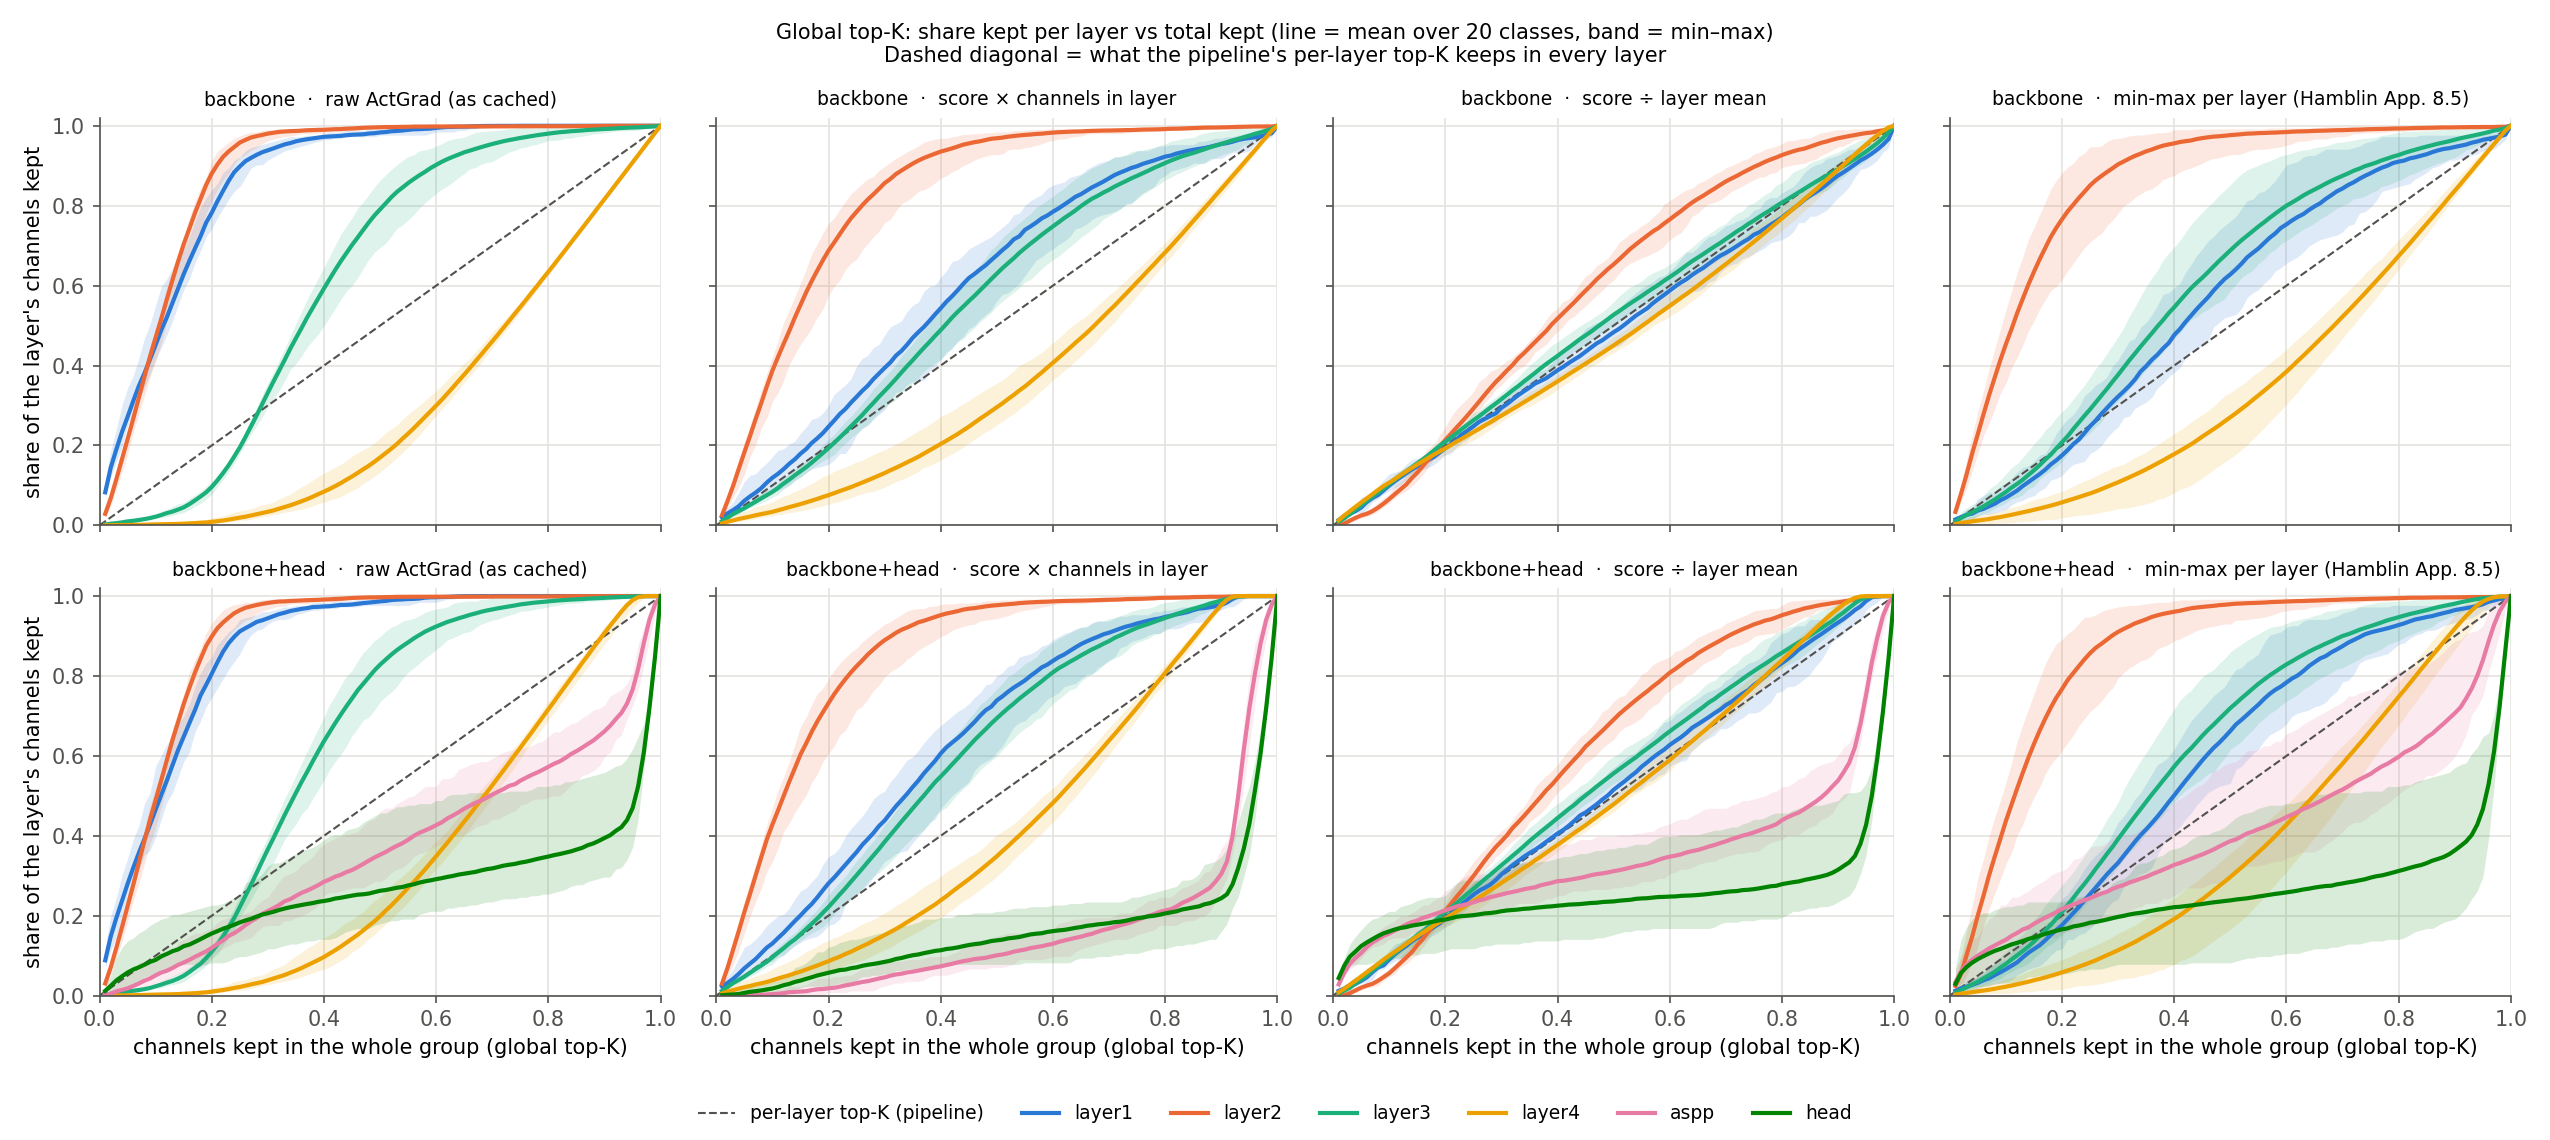 Global top-K: share kept per layer vs total kept (line = mean over 20 classes, band = min–max)
Dashed diagonal = what the pipeline's per-layer top-K keeps in every layer
backbone · raw ActGrad (as cached)
backbone · score × channels in layer
backbone · score ÷ layer mean
backbone · min-max per layer (Hamblin App. 8.5)
share of the layer's channels kept
1.0
0.8
0.6
0.4
0.2
0.0
backbone+head · raw ActGrad (as cached)
backbone+head · score × channels in layer
backbone+head · score ÷ layer mean
backbone+head · min-max per layer (Hamblin App. 8.5)
share of the layer's channels kept
1.0
0.8
0.6
0.4
0.2
0.0
0.0 0.2 0.4 0.6 0.8 1.0
0.0 0.2 0.4 0.6 0.8 1.0
0.0 0.2 0.4 0.6 0.8 1.0
0.0 0.2 0.4 0.6 0.8 1.0
channels kept in the whole group (global top-K)
channels kept in the whole group (global top-K)
channels kept in the whole group (global top-K)
channels kept in the whole group (global top-K)
per-layer top-K (pipeline) layer1 layer2 layer3 layer4 aspp head